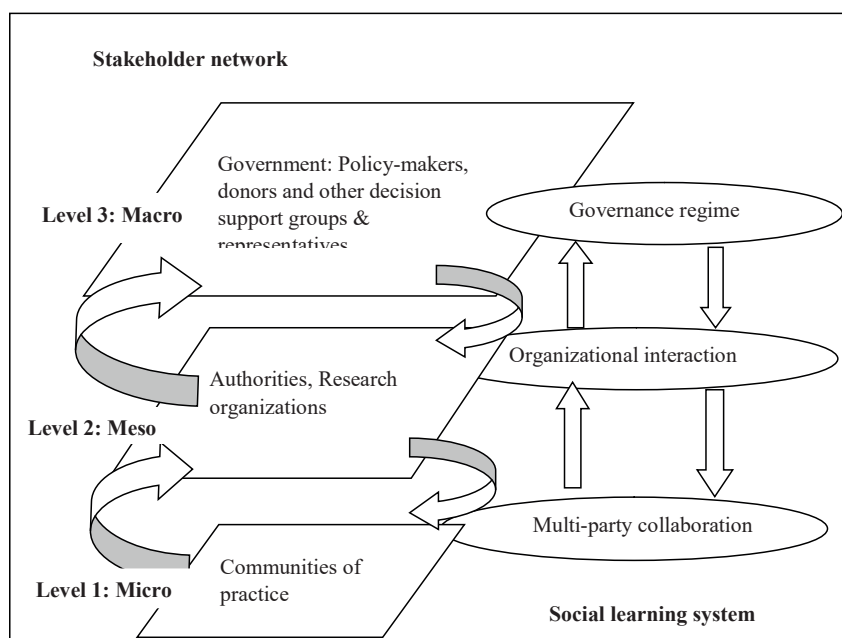 Stakeholder network
Government: Policy-makers,
donors and other decision
support groups &
representatives
Level 3: Macro
Governance regime
Organizational interaction
Authorities, Research
organizations
Level 2: Meso
Multi-party collaboration
Communities of
practice
Level 1: Micro
Social learning system